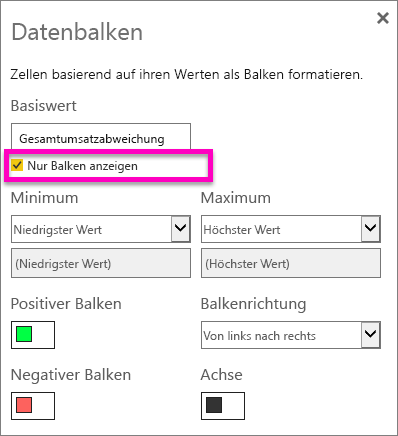 Datenbalken
Zellen basierend auf ihren Werten als Balken formatieren.
Basiswert
Gesamtumsatzabweichung
Nur Balken anzeigen
Minimum
Maximum
Niedrigster Wert
Höchster Wert
(Niedrigster Wert)
(Höchster Wert)
Positiver Balken
Balkenrichtung
Von links nach rechts
Negativer Balken
Achse